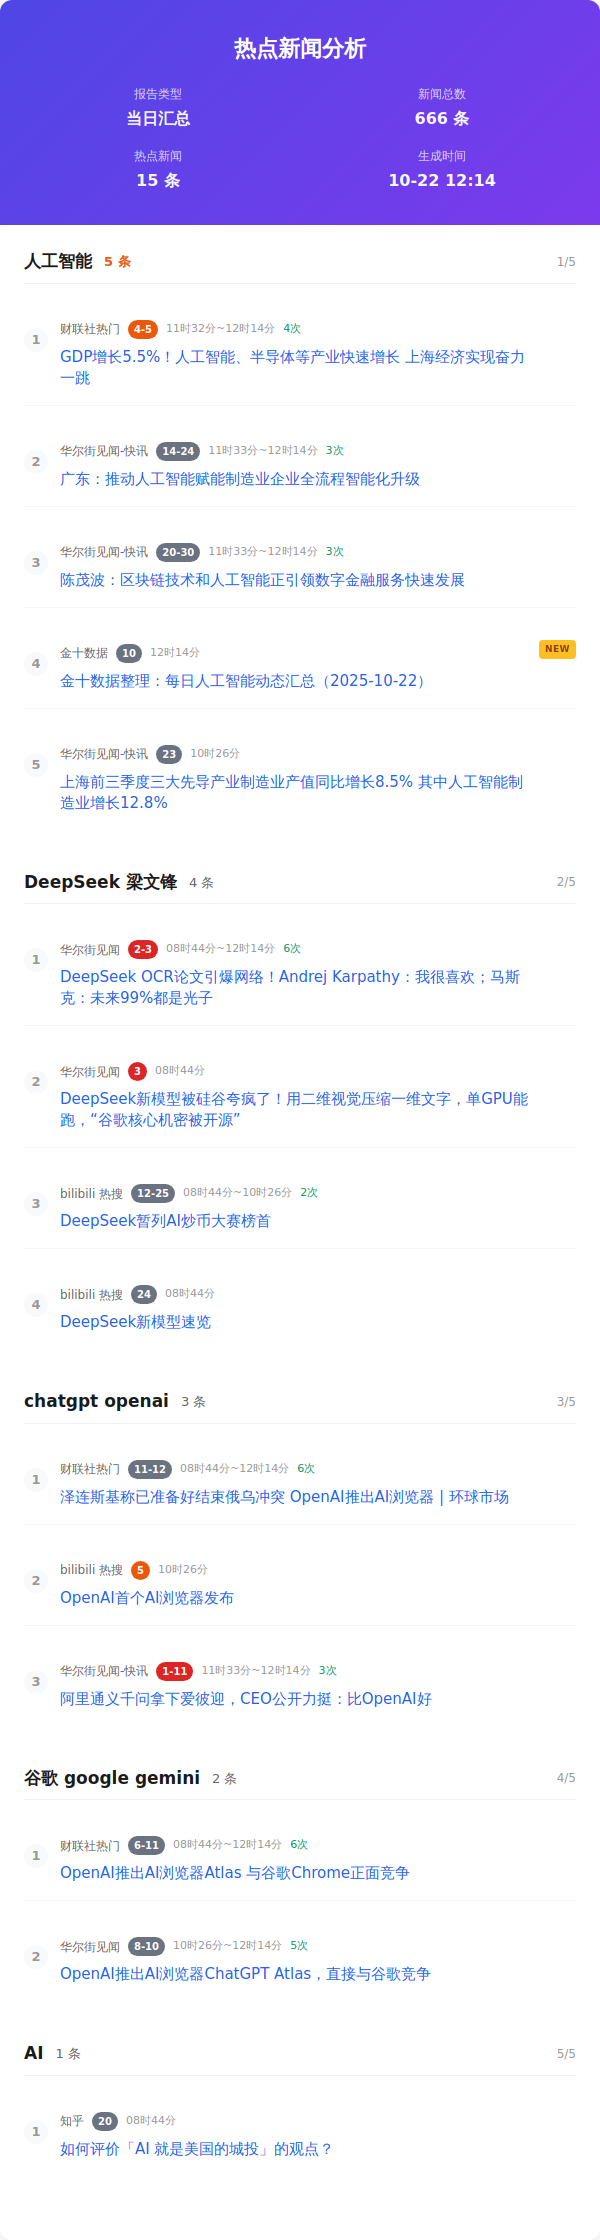 热点新闻分析
报告类型
新闻总数
当日汇总
666 条
热点新闻
生成时间
15 条
10-22 12:14
人工智能 5 条 1/5
1
财联社热门 4-5 11时32分~12时14分 4次
GDP增长5.5%！人工智能、半导体等产业快速增长 上海经济实现奋力
一跳
2
华尔街见闻-快讯 14-24 11时33分~12时14分 3次
广东：推动人工智能赋能制造业企业全流程智能化升级
3
华尔街见闻-快讯 20-30 11时33分~12时14分 3次
陈茂波：区块链技术和人工智能正引领数字金融服务快速发展
4
金十数据 10 12时14分 NEW
金十数据整理：每日人工智能动态汇总（2025-10-22）
5
华尔街见闻-快讯 23 10时26分
上海前三季度三大先导产业制造业产值同比增长8.5% 其中人工智能制
造业增长12.8%
DeepSeek 梁文锋 4 条 2/5
1
华尔街见闻 2-3 08时44分~12时14分 6次
DeepSeek OCR论文引爆网络！Andrej Karpathy：我很喜欢；马斯
克：未来99%都是光子
2
华尔街见闻 3 08时44分
DeepSeek新模型被硅谷夸疯了！用二维视觉压缩一维文字，单GPU能
跑，“谷歌核心机密被开源”
3
bilibili 热搜 12-25 08时44分~10时26分 2次
DeepSeek暂列AI炒币大赛榜首
4
bilibili 热搜 24 08时44分
DeepSeek新模型速览
chatgpt openai 3 条 3/5
1
财联社热门 11-12 08时44分~12时14分 6次
泽连斯基称已准备好结束俄乌冲突 OpenAI推出AI浏览器 | 环球市场
2
bilibili 热搜 5 10时26分
OpenAI首个AI浏览器发布
3
华尔街见闻-快讯 1-11 11时33分~12时14分 3次
阿里通义千问拿下爱彼迎，CEO公开力挺：比OpenAI好
谷歌 google gemini 2 条 4/5
1
财联社热门 6-11 08时44分~12时14分 6次
OpenAI推出AI浏览器Atlas 与谷歌Chrome正面竞争
2
华尔街见闻 8-10 10时26分~12时14分 5次
OpenAI推出AI浏览器ChatGPT Atlas，直接与谷歌竞争
AI 1 条 5/5
1
知乎 20 08时44分
如何评价「AI 就是美国的城投」的观点？